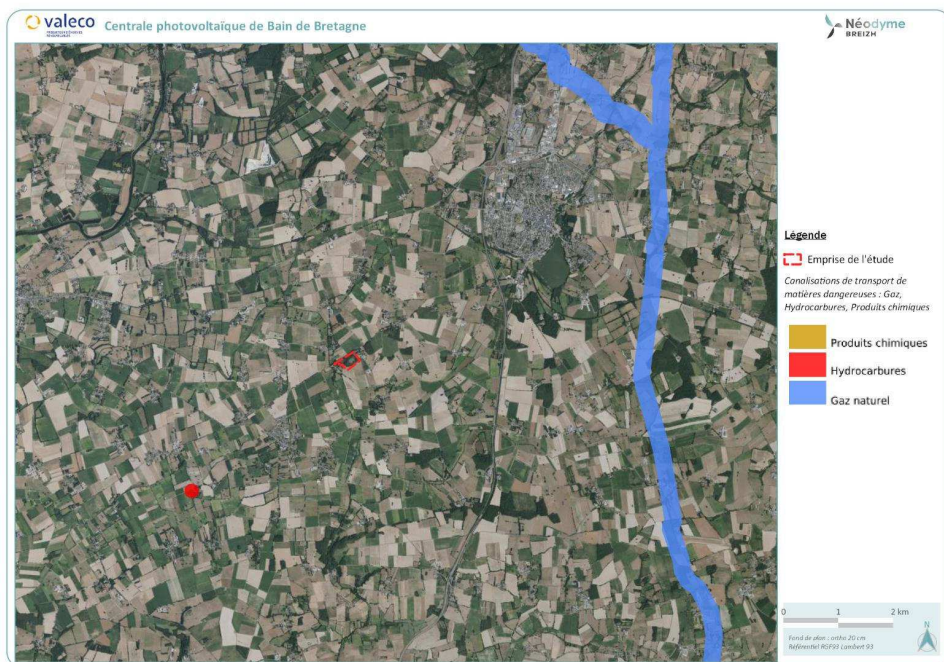 valeco
Centrale photovoltaïque de Bain de Bretagne
Néodyme
BREIZH
Légende
Emprise de l'étude
Canalisations de transport de
matières dangereuses : Gaz,
Hydrocarbures, Produits chimiques
Produits chimiques
Hydrocarbures
Gaz naturel
0 1 2 km
N
Fond de plan : ortho 20 cm
Référentiel RGF93 Lambert 93